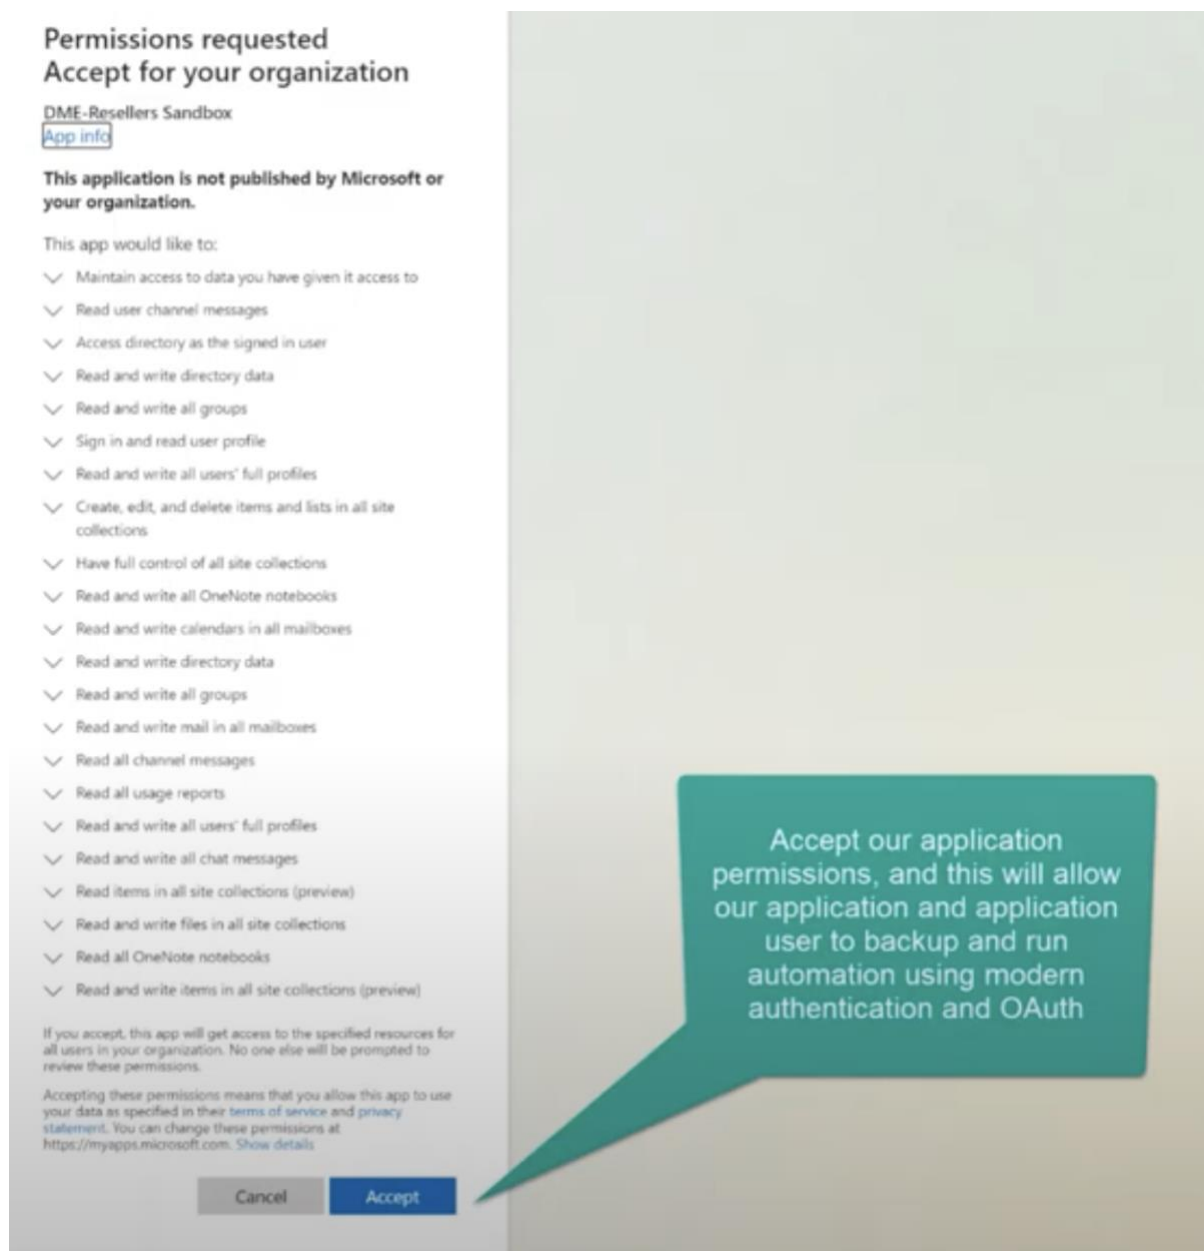 Permissions requested
Accept for your organization
DME-Resellers Sandbox
App info
This application is not published by Microsoft or
your organization.
This app would like to:
Maintain access to data you have given it access to
Read user channel messages
Access directory as the signed in user
Read and write directory data
Read and write all groups
Sign in and read user profile
Read and write all users' full profiles
Create, edit, and delete items and lists in all site
collections
Have full control of all site collections
Read and write all OneNote notebooks
Read and write calendars in all mailboxes
Read and write directory data
Read and write all groups
Read and write mail in all mailboxes
Read all channel messages
Read all usage reports
Read and write all users' full profiles
Read and write all chat messages
Read items in all site collections (preview)
Read and write files in all site collections
Read all OneNote notebooks
Read and write items in all site collections (preview)
If you accept, this app will get access to the specified resources for
all users in your organization. No one else will be prompted to
review these permissions.
Accepting these permissions means that you allow this app to use
your data as specified in their terms of service and privacy
statement. You can change these permissions at
https://myapps.microsoft.com. Show details
Cancel
Accept
Accept our application
permissions, and this will allow
our application and application
user to backup and run
automation using modern
authentication and OAuth